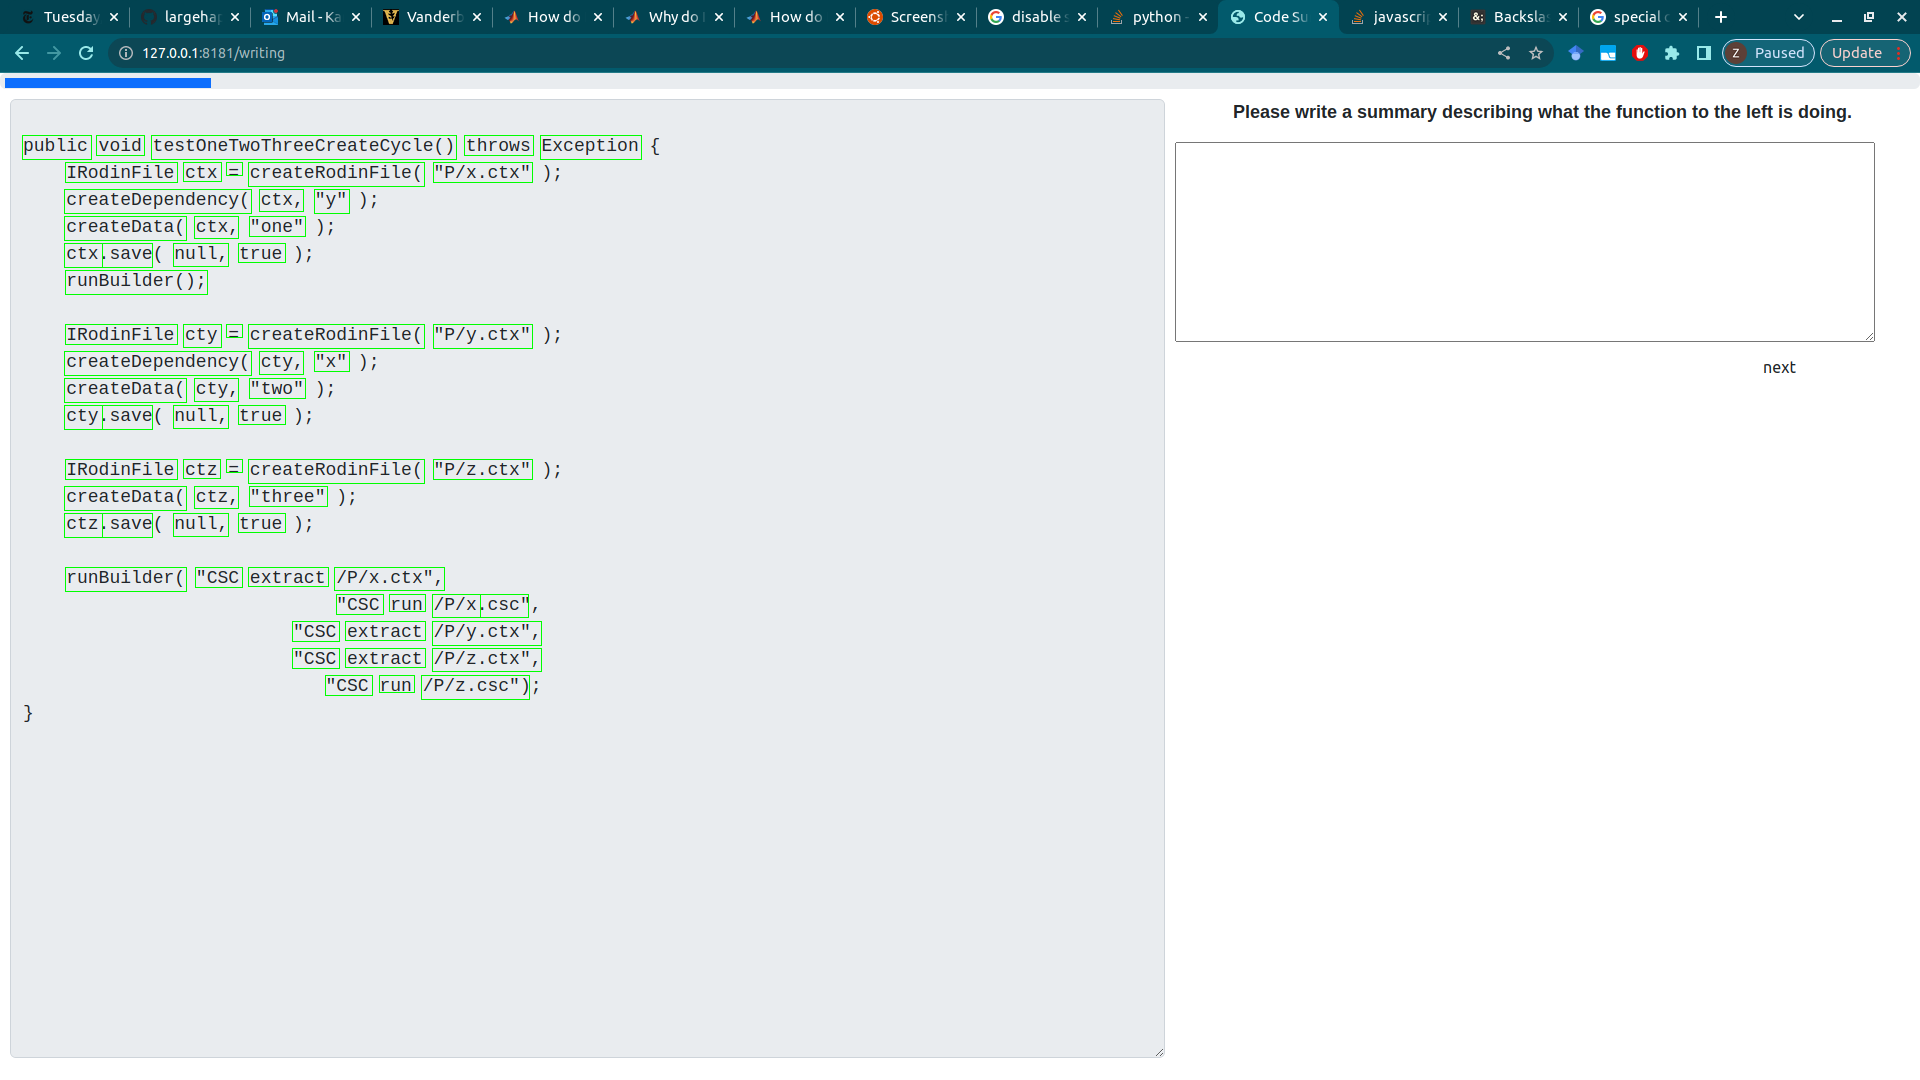 Tuesday
largehap
Mail - Ka
Vanderb
How do
Why do
How do
Screens
disable s
python -
Code Su
javascrip
Backslas
special c
127.0.0.1:8181/writing
Z Paused
Update
Please write a summary describing what the function to the left is doing.
public void testOneTwoThreeCreateCycle() throws Exception {
IRodinFile ctx = createRodinFile( "P/x.ctx" );
createDependency( ctx, "y" );
createData( ctx, "one" );
ctx.save( null, true );
runBuilder();
IRodinFile cty = createRodinFile( "P/y.ctx" );
createDependency( cty, "x" );
createData( cty, "two" );
cty.save( null, true );
IRodinFile ctz = createRodinFile( "P/z.ctx" );
createData( ctz, "three" );
ctz.save( null, true );
runBuilder( "CSC extract /P/x.ctx",
"CSC run /P/x.csc",
"CSC extract /P/y.ctx",
"CSC extract /P/z.ctx",
"CSC run /P/z.csc");
}
next